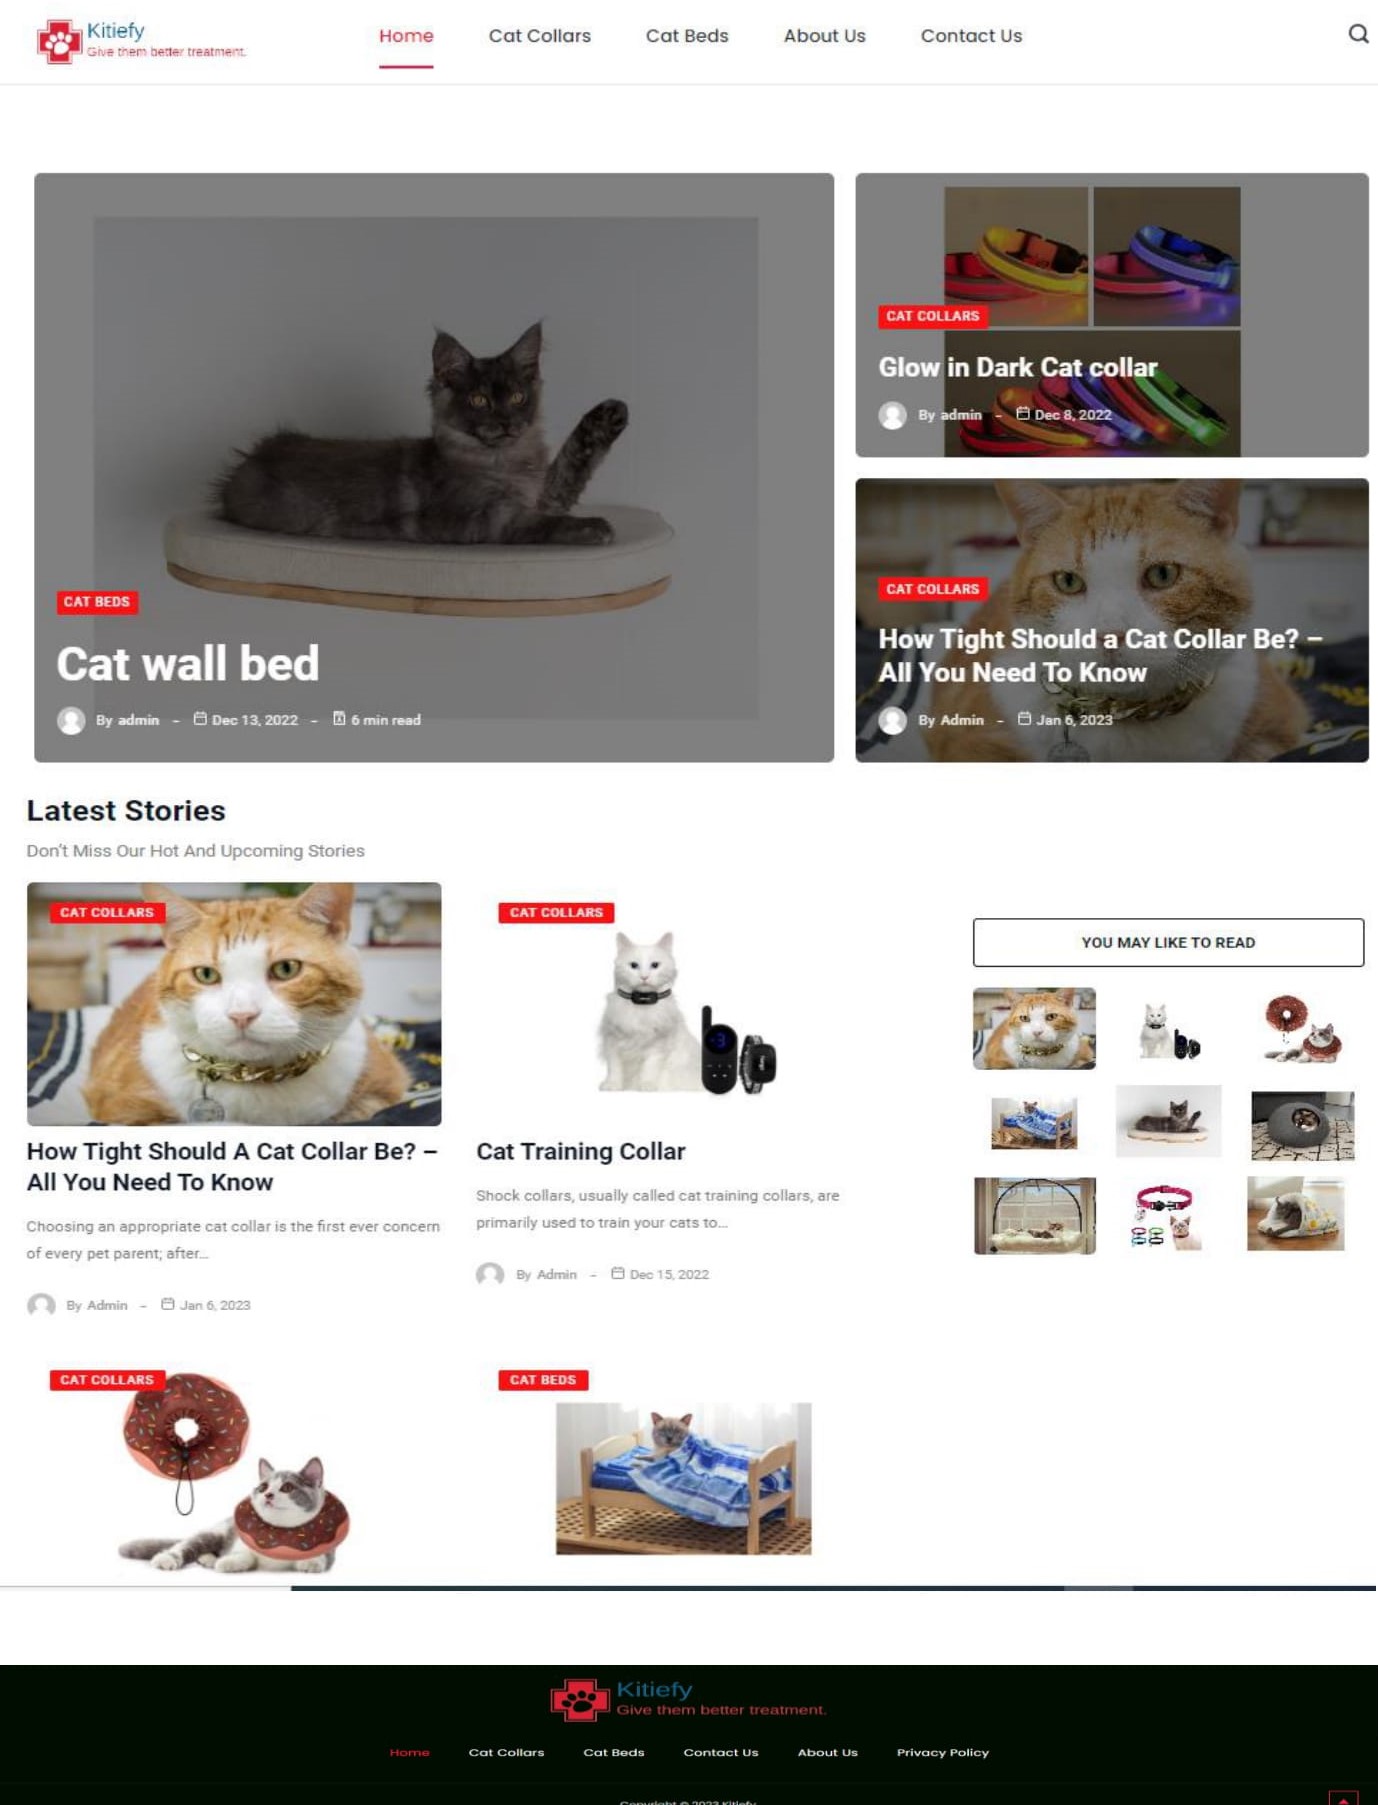 Kitiefy
Give them better treatment.
Home
Cat Collars
Cat Beds
About Us
Contact Us
CAT BEDS
Cat wall bed
By admin - Dec 13, 2022 - 6 min read
CAT COLLARS
Glow in Dark Cat collar
By admin - Dec 8, 2022
CAT COLLARS
How Tight Should a Cat Collar Be? –
All You Need To Know
By Admin - Jan 6, 2023
Latest Stories
Don't Miss Our Hot And Upcoming Stories
CAT COLLARS
How Tight Should A Cat Collar Be? –
All You Need To Know
Choosing an appropriate cat collar is the first ever concern
of every pet parent; after...
By Admin - Jan 6, 2023
CAT COLLARS
Cat Training Collar
Shock collars, usually called cat training collars, are
primarily used to train your cats to...
By Admin - Dec 15, 2022
YOU MAY LIKE TO READ
CAT COLLARS
CAT BEDS
Kitiefy
Give them better treatment.
Home
Cat Collars
Cat Beds
Contact Us
About Us
Privacy Policy
Copyright © 2023 Kitiefy